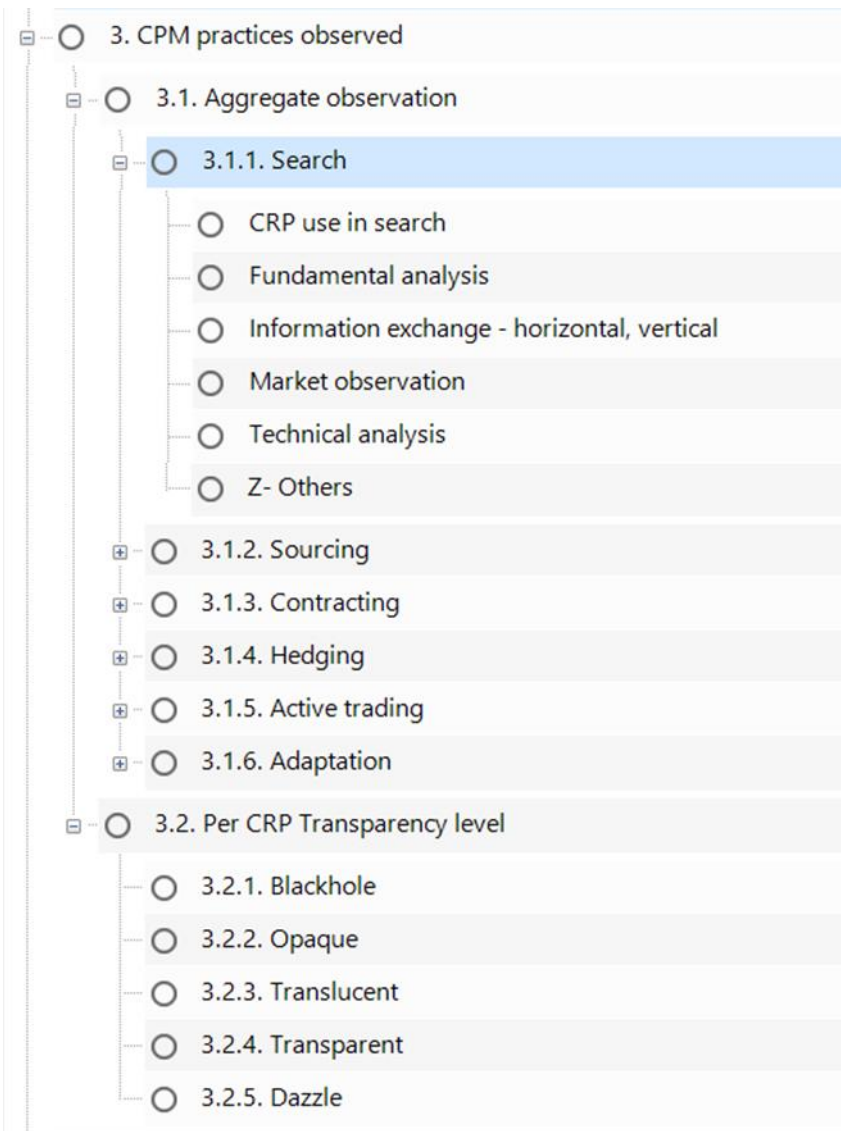 3. CPM practices observed
3.1. Aggregate observation
3.1.1. Search
CRP use in search
Fundamental analysis
Information exchange - horizontal, vertical
Market observation
Technical analysis
Z- Others
3.1.2. Sourcing
3.1.3. Contracting
3.1.4. Hedging
3.1.5. Active trading
3.1.6. Adaptation
3.2. Per CRP Transparency level
3.2.1. Blackhole
3.2.2. Opaque
3.2.3. Translucent
3.2.4. Transparent
3.2.5. Dazzle